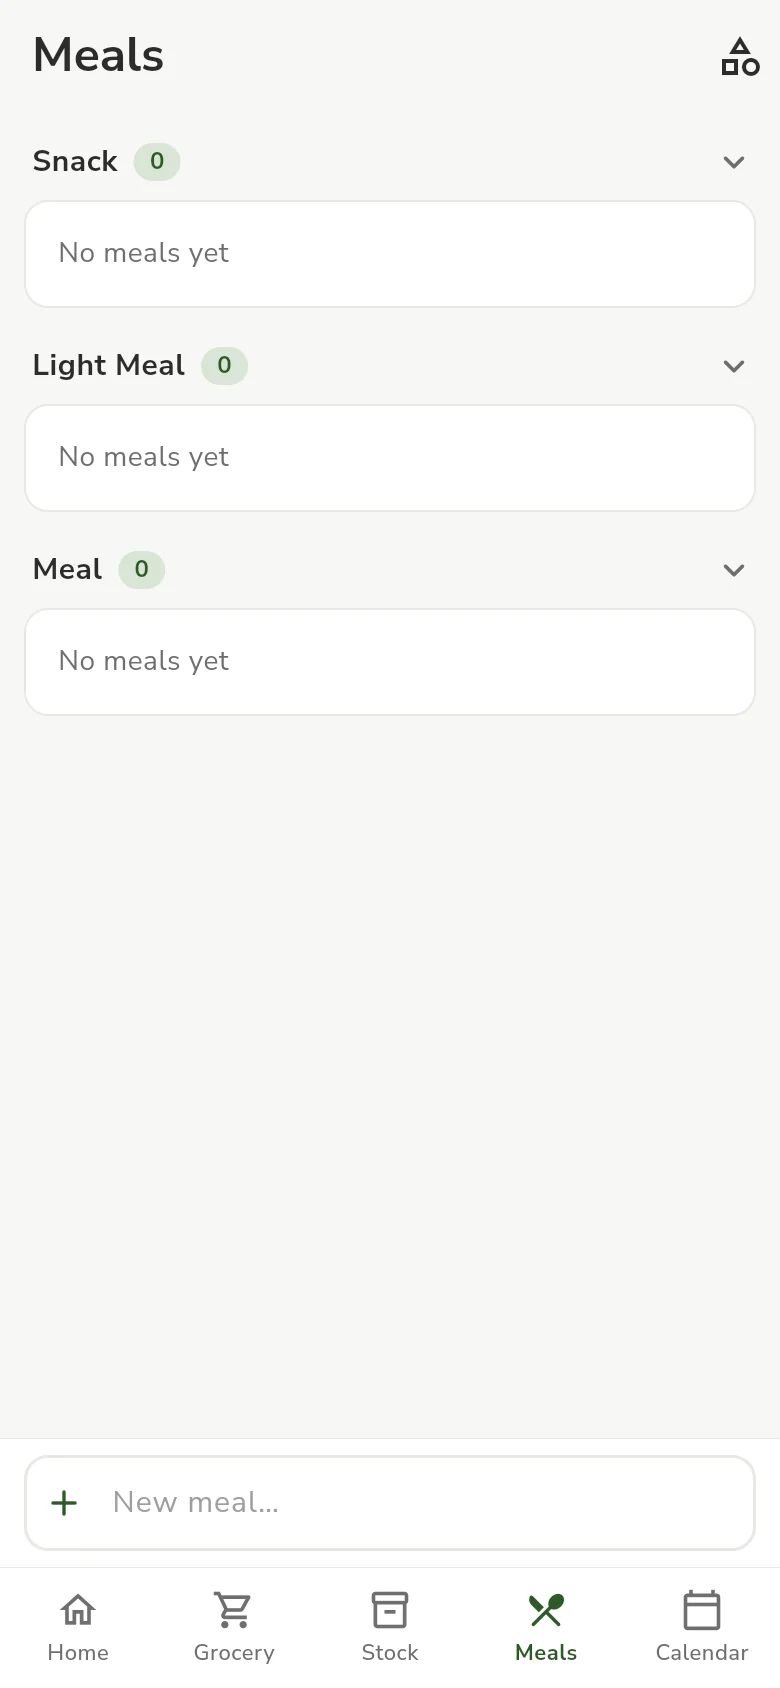 Meals
Snack 0
No meals yet
Light Meal 0
No meals yet
Meal 0
No meals yet
New meal...
Home Grocery Stock Meals Calendar